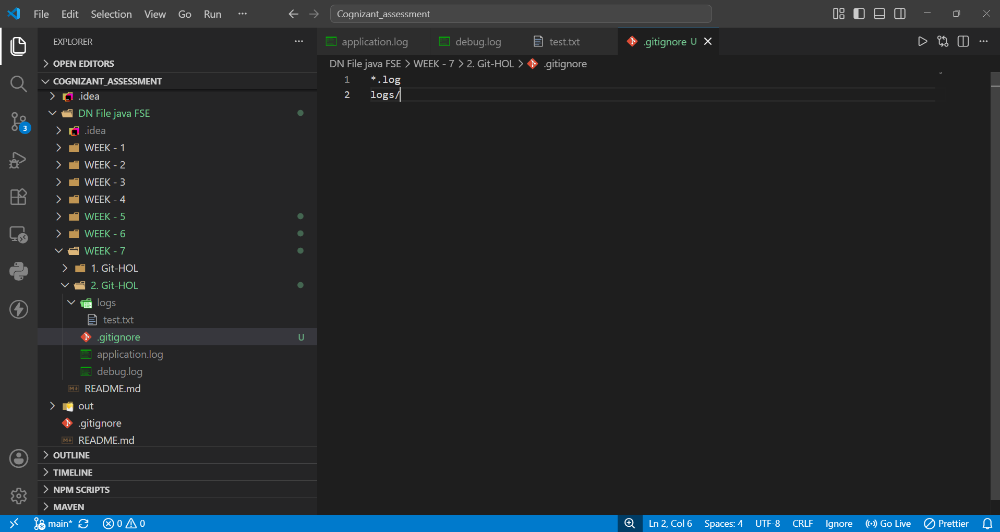 File Edit Selection View Go Run ···
Cognizant_assessment
EXPLORER ···
OPEN EDITORS
COGNIZANT_ASSESSMENT
.idea
DN File java FSE
.idea
WEEK - 1
WEEK - 2
WEEK - 3
WEEK - 4
WEEK - 5
WEEK - 6
WEEK - 7
1. Git-HOL
2. Git-HOL
logs
test.txt
.gitignore U
application.log
debug.log
README.md
out
.gitignore
README.md
OUTLINE
TIMELINE
NPM SCRIPTS
MAVEN
3
application.log debug.log test.txt .gitignore U
DN File java FSE > WEEK - 7 > 2. Git-HOL > .gitignore
1 *.log
2 logs/
main* 0 0 Ln 2, Col 6 Spaces: 4 UTF-8 CRLF Ignore Go Live Prettier